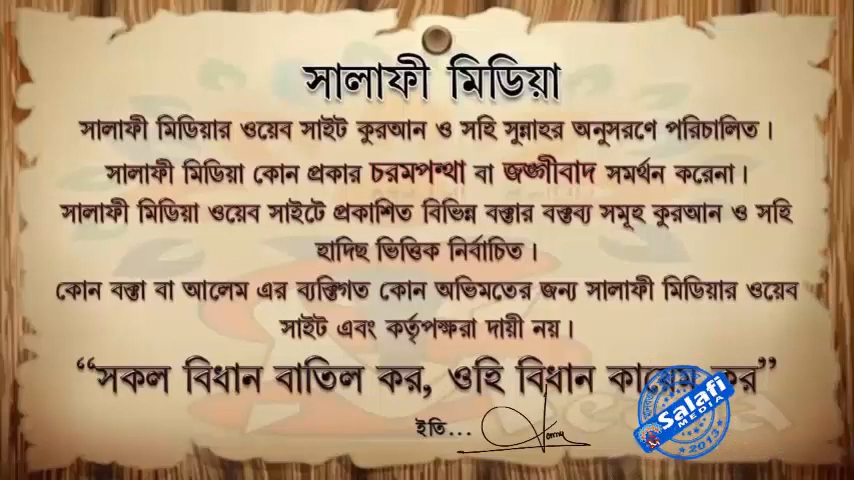 সালাফী মিডিয়া
সালাফী মিডিয়ার ওয়েব সাইট কুরআন ও সহি সুন্নাহর অনুসরণে পরিচালিত।
সালাফী মিডিয়া কোন প্রকার চরমপন্থা বা জঙ্গীবাদ সমর্থন করেনা।
সালাফী মিডিয়া ওয়েব সাইটে প্রকাশিত বিভিন্ন বক্তার বক্তব্য সমূহ কুরআন ও সহি
হাদিছ ভিত্তিক নির্বাচিত।
কোন বক্তা বা আলেম এর ব্যক্তিগত কোন অভিমতের জন্য সালাফী মিডিয়ার ওয়েব
সাইট এবং কর্তৃপক্ষরা দায়ী নয়।
“সকল বিধান বাতিল কর, ওহি বিধান কায়েম কর”
ইতি...
Salafi
MEDIA
2013